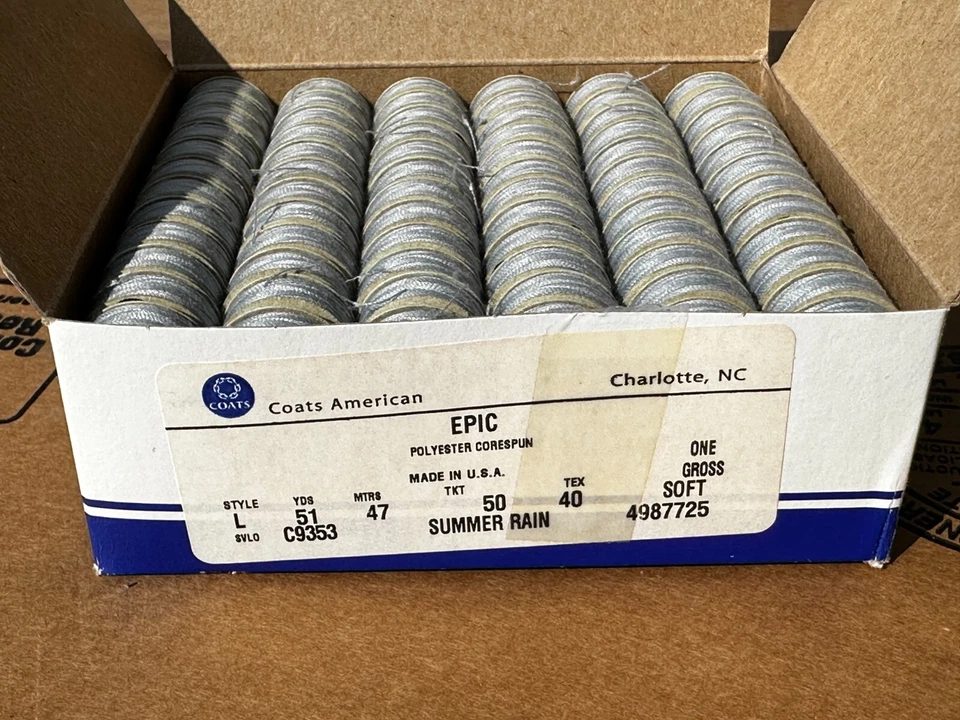 COATS
Coats American
Charlotte, NC
EPIC
POLYESTER CORESPUN
MADE IN U.S.A.
ONE
GROSS
STYLE YDS MTRS TKT TEX SOFT
L 51 47 50 40 4987725
SVLO C9353 SUMMER RAIN